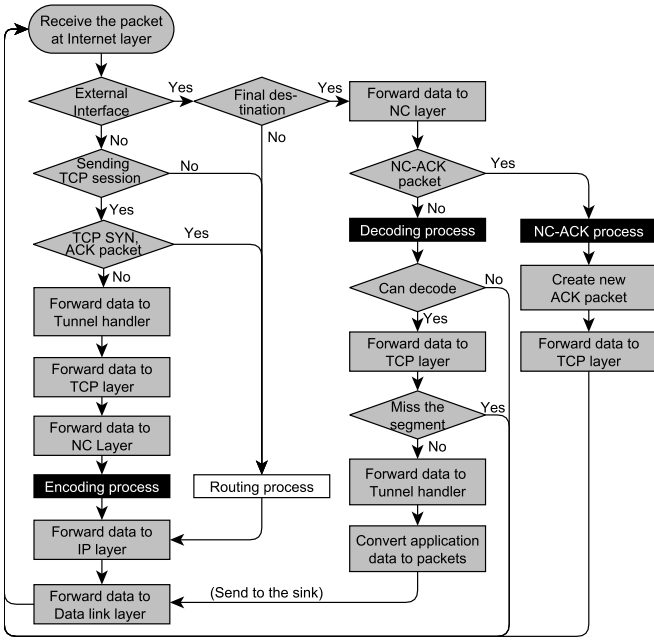 Receive the packet
at Internet layer
External
Interface
Yes
No
Final des-
tination
Yes
No
Forward data to
NC layer
Sending
TCP session
No
Yes
NC-ACK
packet
Yes
No
TCP SYN,
ACK packet
Yes
No
Decoding process
NC-ACK process
Can decode
No
Yes
Create new
ACK packet
Forward data to
Tunnel handler
Forward data to
TCP layer
Forward data to
TCP layer
Forward data to
TCP layer
Miss the
segment
Yes
No
Forward data to
NC Layer
Encoding process
Routing process
Forward data to
Tunnel handler
Forward data to
IP layer
Convert application
data to packets
Forward data to
Data link layer
(Send to the sink)